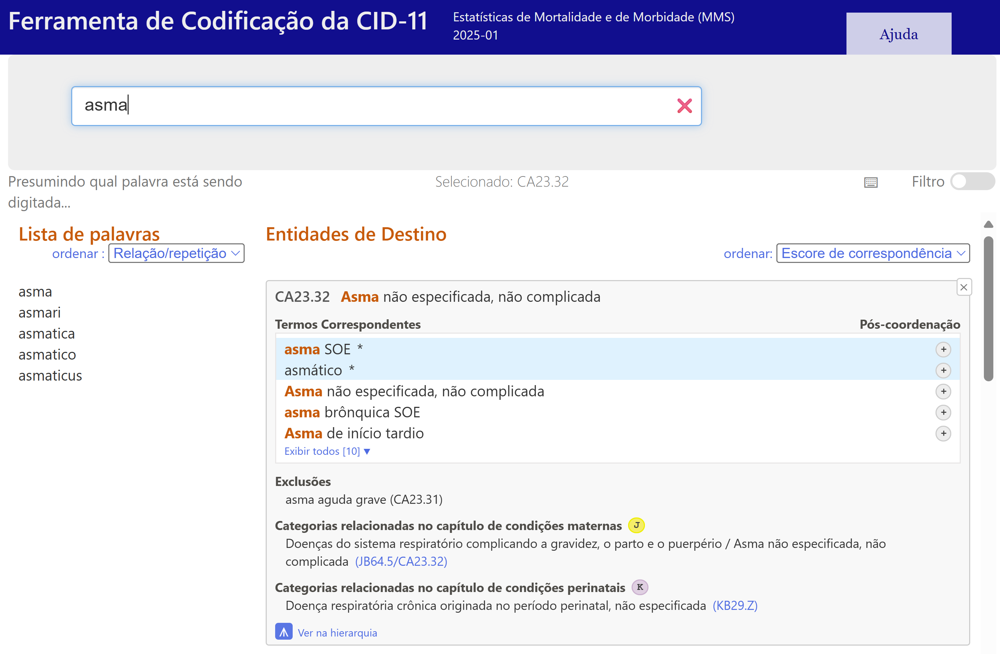 Ferramenta de Codificação da CID-11
Estatísticas de Mortalidade e de Morbidade (MMS)
2025-01
Ajuda
asma
Presumindo qual palavra está sendo
digitada...
Selecionado: CA23.32
Filtro
Lista de palavras
ordenar : Relação/repetição
asma
asmari
asmatica
asmatico
asmaticus
Entidades de Destino
ordenar: Escore de correspondência
CA23.32 Asma não especificada, não complicada
Termos Correspondentes
Pós-coordenação
asma SOE *
asmático *
Asma não especificada, não complicada
asma brônquica SOE
Asma de início tardio
Exibir todos [10] ▼
Exclusões
asma aguda grave (CA23.31)
Categorias relacionadas no capítulo de condições maternas J
Doenças do sistema respiratório complicando a gravidez, o parto e o puerpério / Asma não especificada, não
complicada (JB64.5/CA23.32)
Categorias relacionadas no capítulo de condições perinatais K
Doença respiratória crônica originada no período perinatal, não especificada (KB29.Z)
Ver na hierarquia